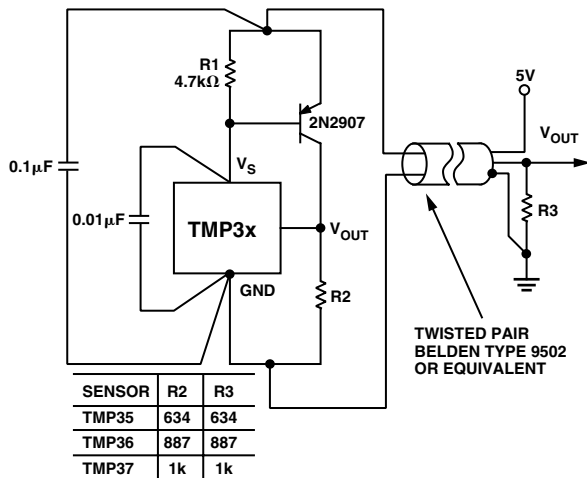 R1
4.7kΩ
5V
2N2907
VOUT
0.1μF
VS
0.01μF
TMP3x
VOUT
R3
GND
R2
TWISTED PAIR
BELDEN TYPE 9502
OR EQUIVALENT
SENSOR R2 R3
TMP35 634 634
TMP36 887 887
TMP37 1k 1k